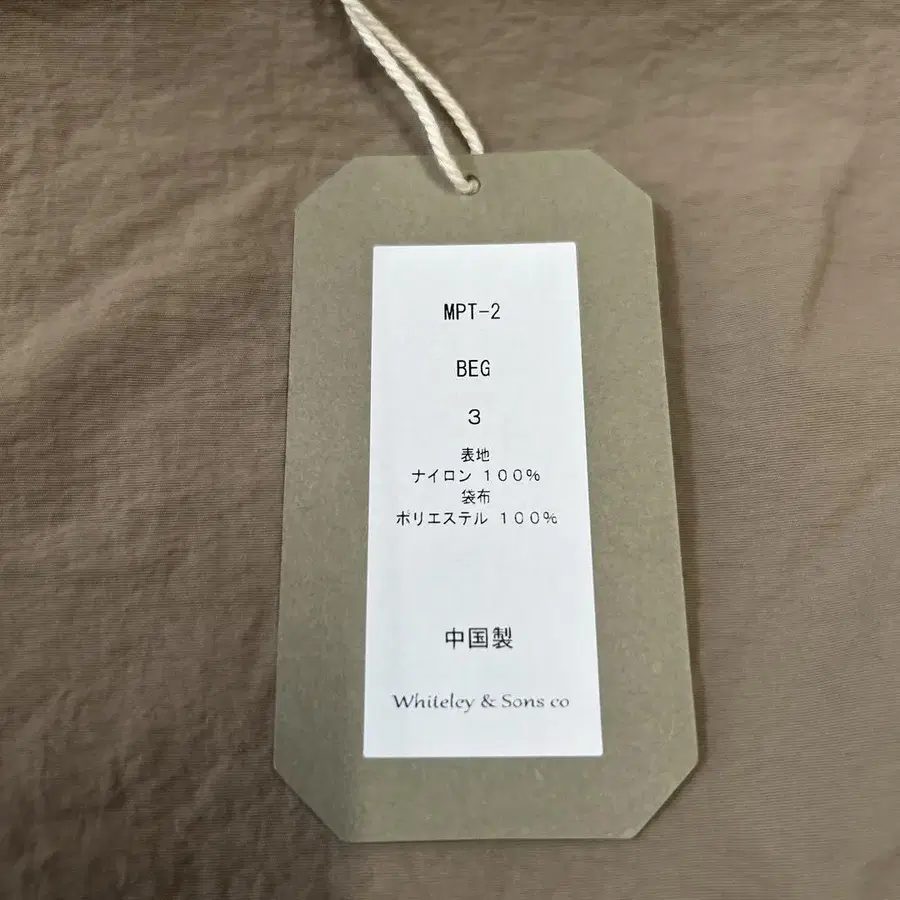 MPT-2
BEG
3
表地
ナイロン １００%
袋布
ポリエステル １００%
中国製
Whiteley & Sons co